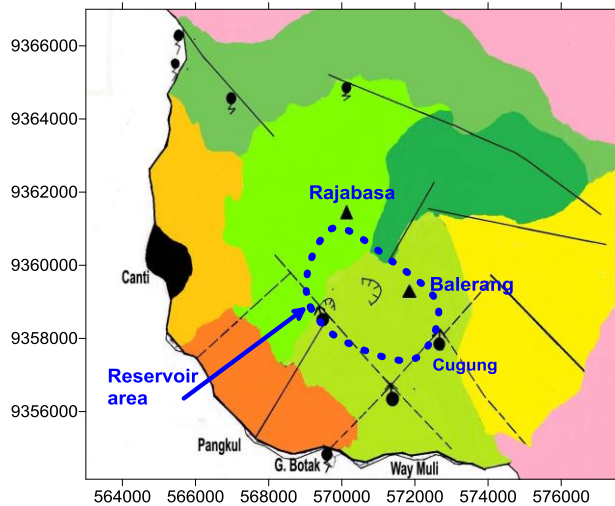 9366000
9364000
9362000
9360000
9358000
9356000
Rajabasa
Canti
Balerang
Cugung
Reservoir
area
Pangkul
G. Botak
Way Muli
564000 566000 568000 570000 572000 574000 576000